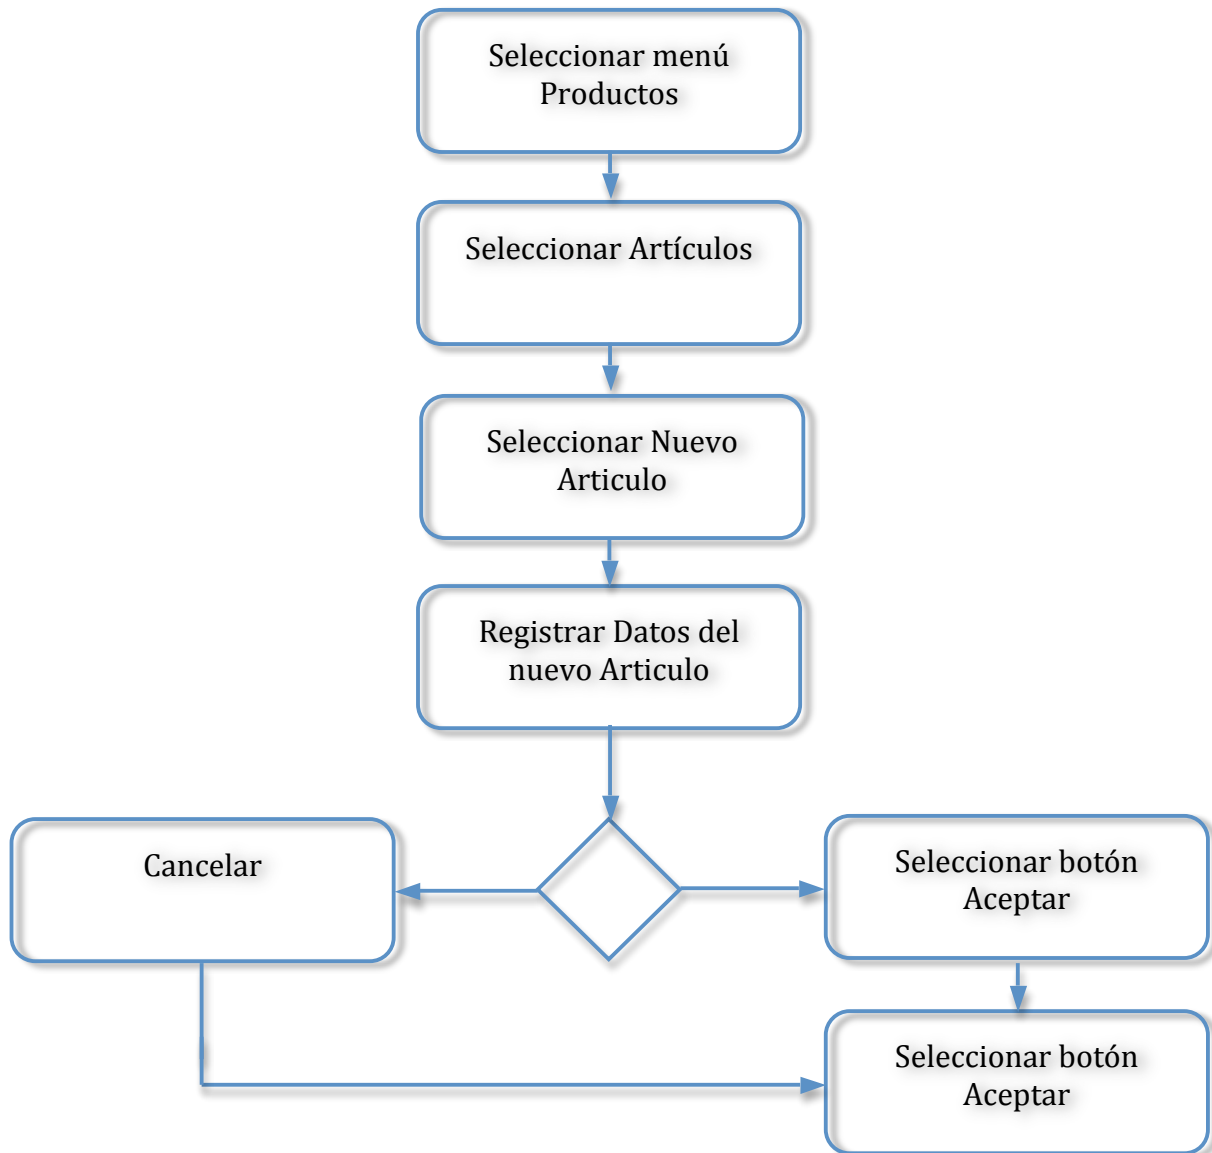 Seleccionar menú
Productos
Seleccionar Artículos
Seleccionar Nuevo
Articulo
Registrar Datos del
nuevo Articulo
Cancelar
Seleccionar botón
Aceptar
Seleccionar botón
Aceptar